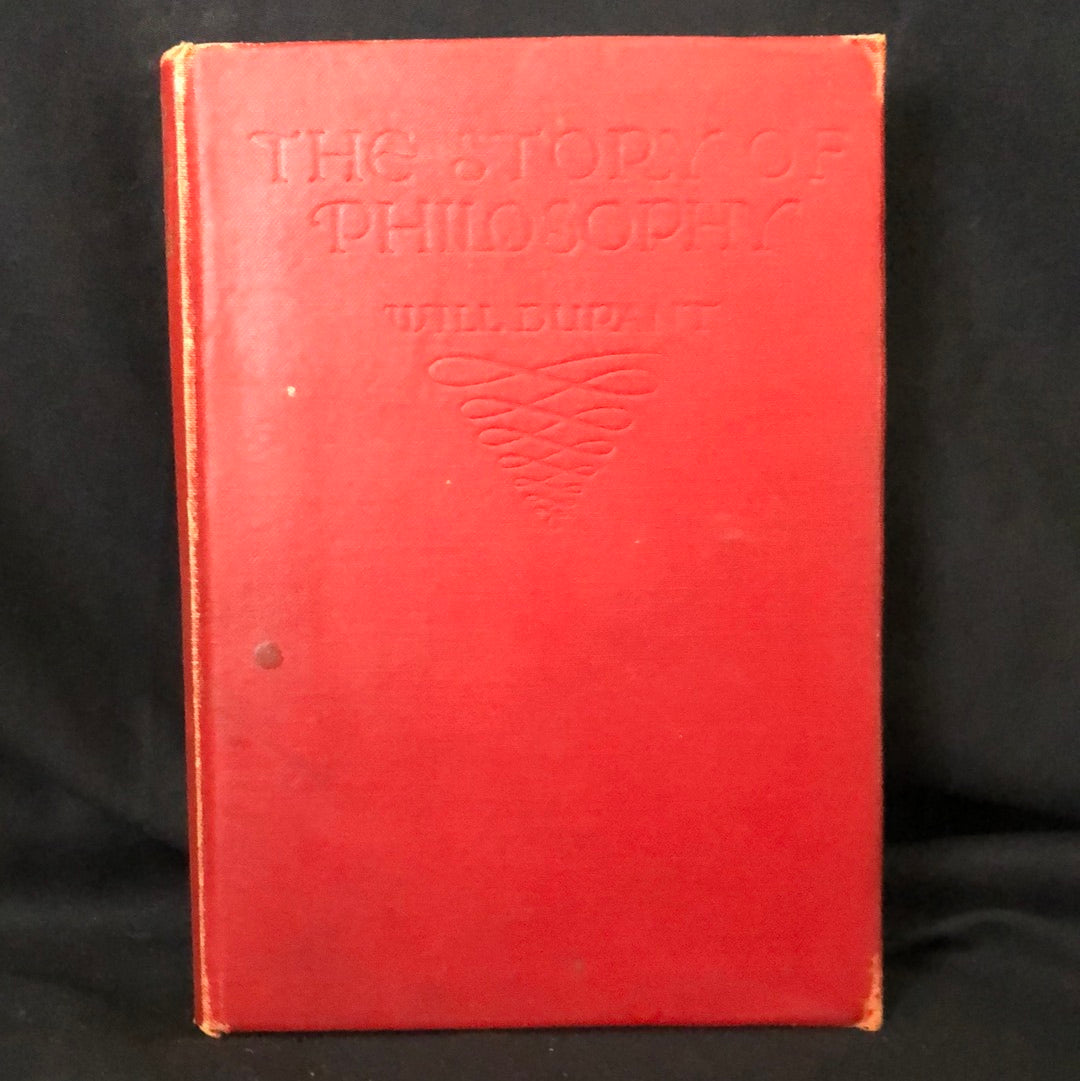 THE STORY OF
PHILOSOPHY
WILL DURANT